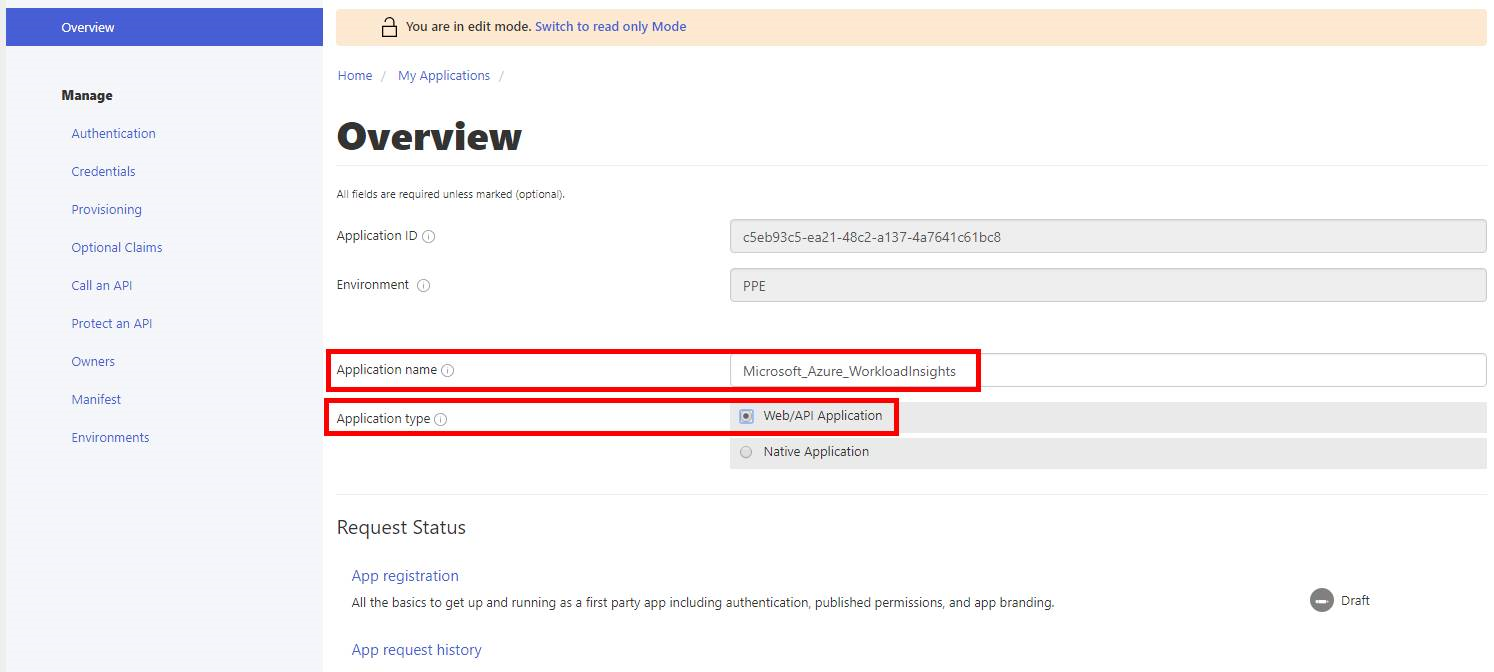 Overview
You are in edit mode. Switch to read only Mode
Manage
Authentication
Credentials
Provisioning
Optional Claims
Call an API
Protect an API
Owners
Manifest
Environments
Home / My Applications /
Overview
All fields are required unless marked (optional).
Application ID
c5eb93c5-ea21-48c2-a137-4a7641c61bc8
Environment
PPE
Application name
Microsoft_Azure_WorkloadInsights
Application type
Web/API Application
Native Application
Request Status
App registration
All the basics to get up and running as a first party app including authentication, published permissions, and app branding.
Draft
App request history